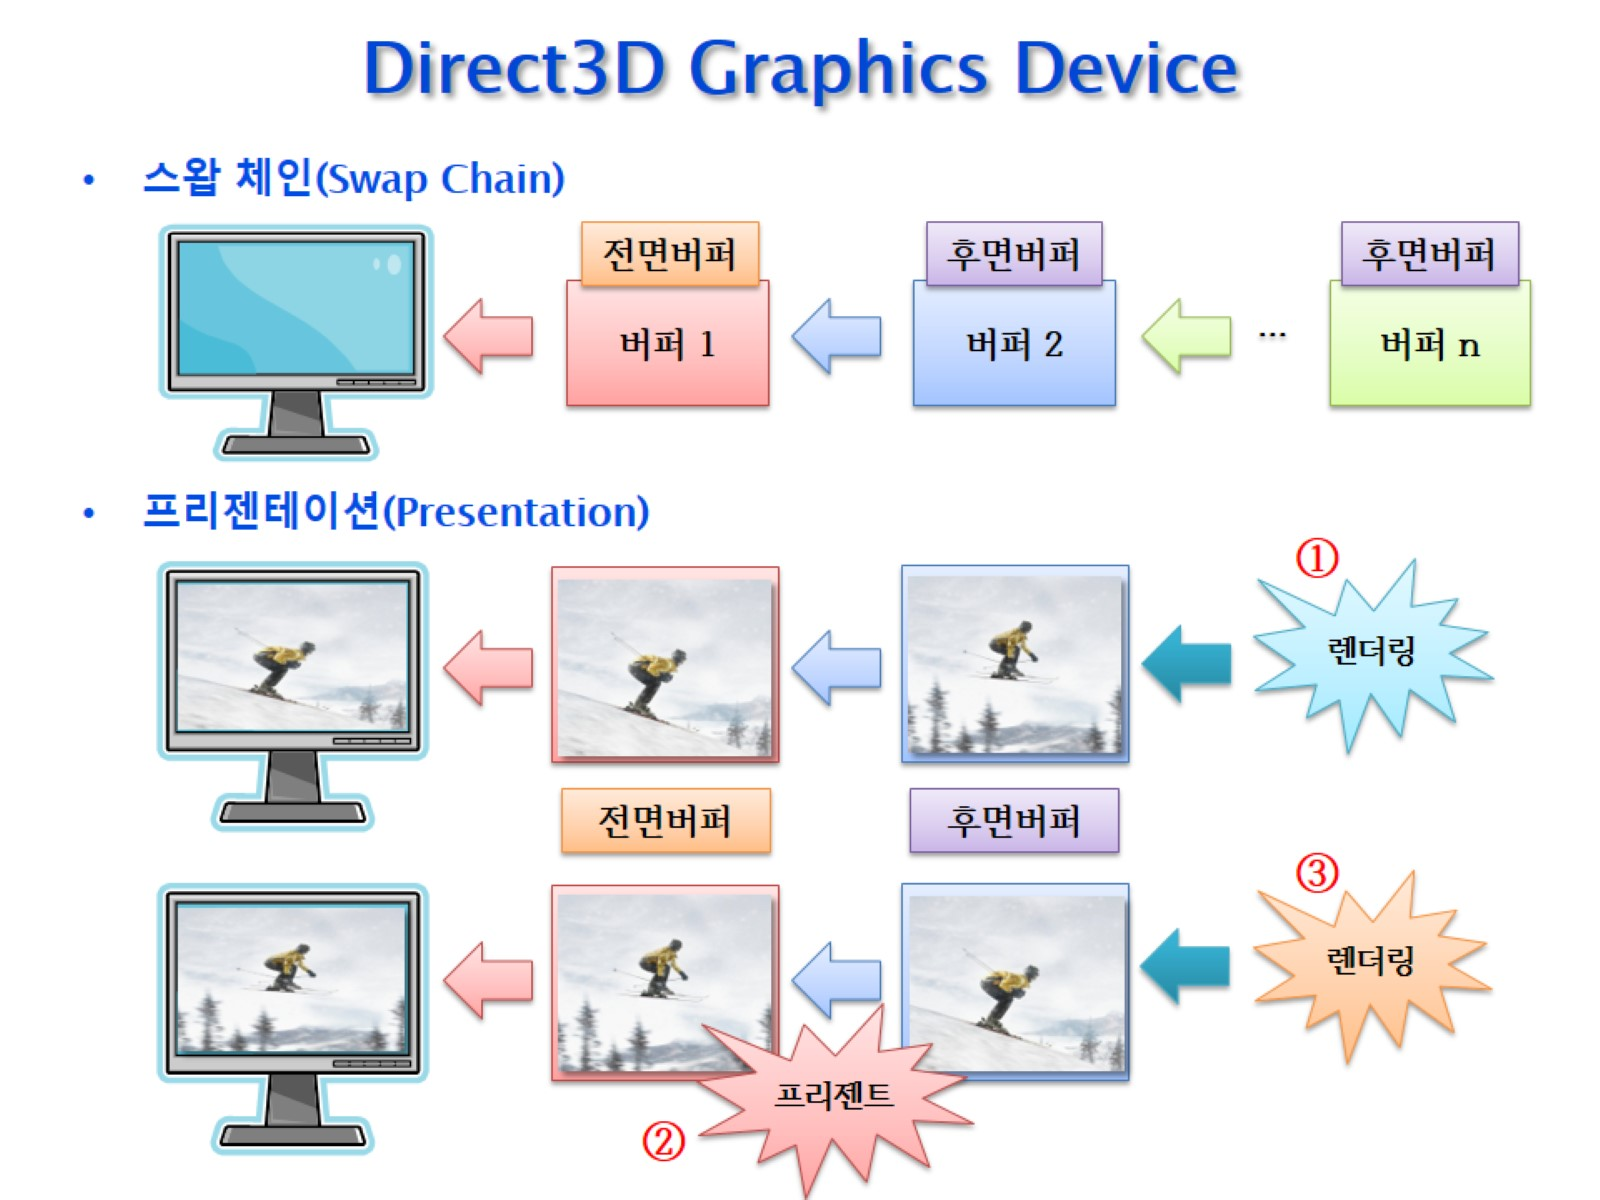 Direct3D Graphics Device
• 스왑 체인(Swap Chain)
전면버퍼
후면버퍼
후면버퍼
버퍼 1
버퍼 2
...
버퍼 n
• 프리젠테이션(Presentation)
①
렌더링
전면버퍼
후면버퍼
③
렌더링
프리젠트
②